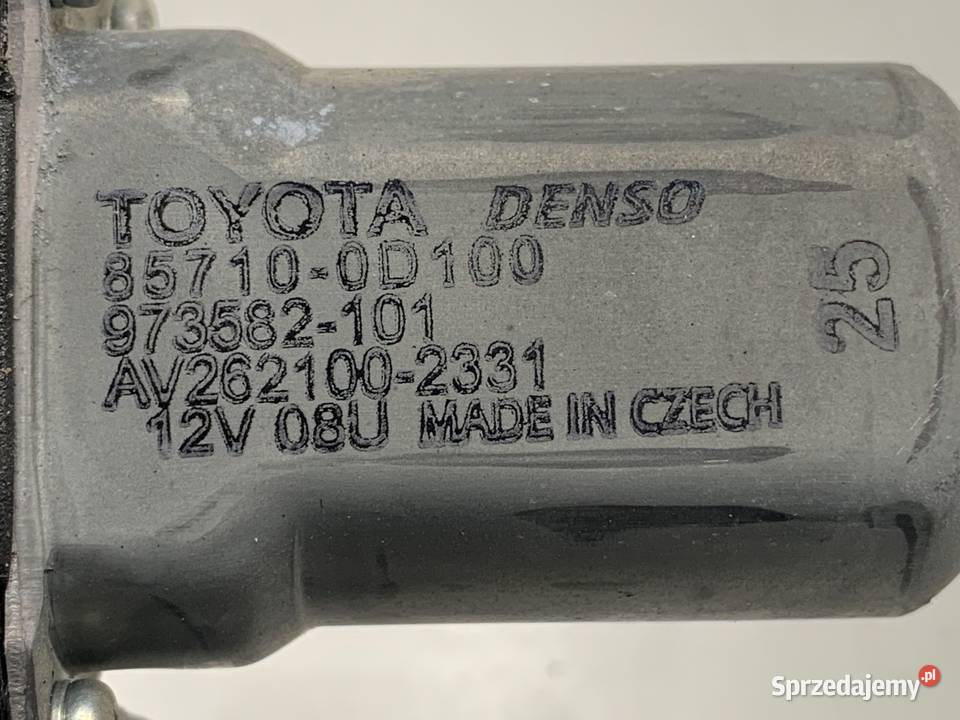 TOYOTA DENSO
85710-0D100
973582-101
AV262100-2331
12V 08U MADE IN CZECH
25
Sprzedajemy.pl